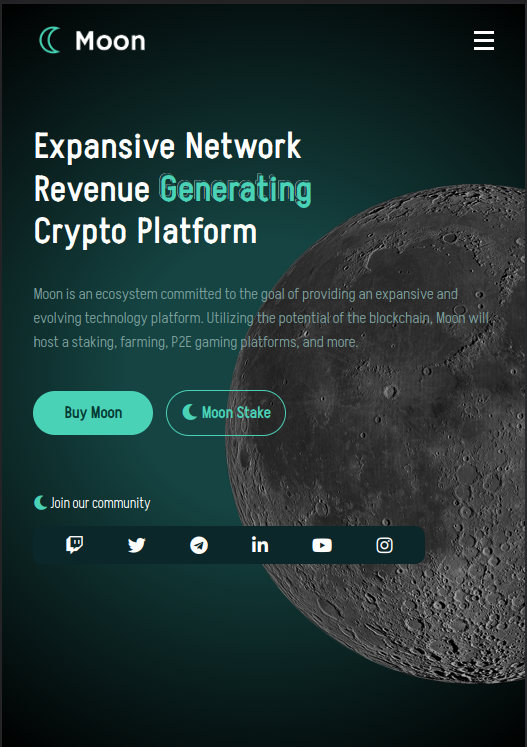 Moon
Expansive Network
Revenue Generating
Crypto Platform
Moon is an ecosystem committed to the goal of providing an expansive and
evolving technology platform. Utilizing the potential of the blockchain, Moon will
host a staking, farming, P2E gaming platforms, and more.
Buy Moon
Moon Stake
Join our community